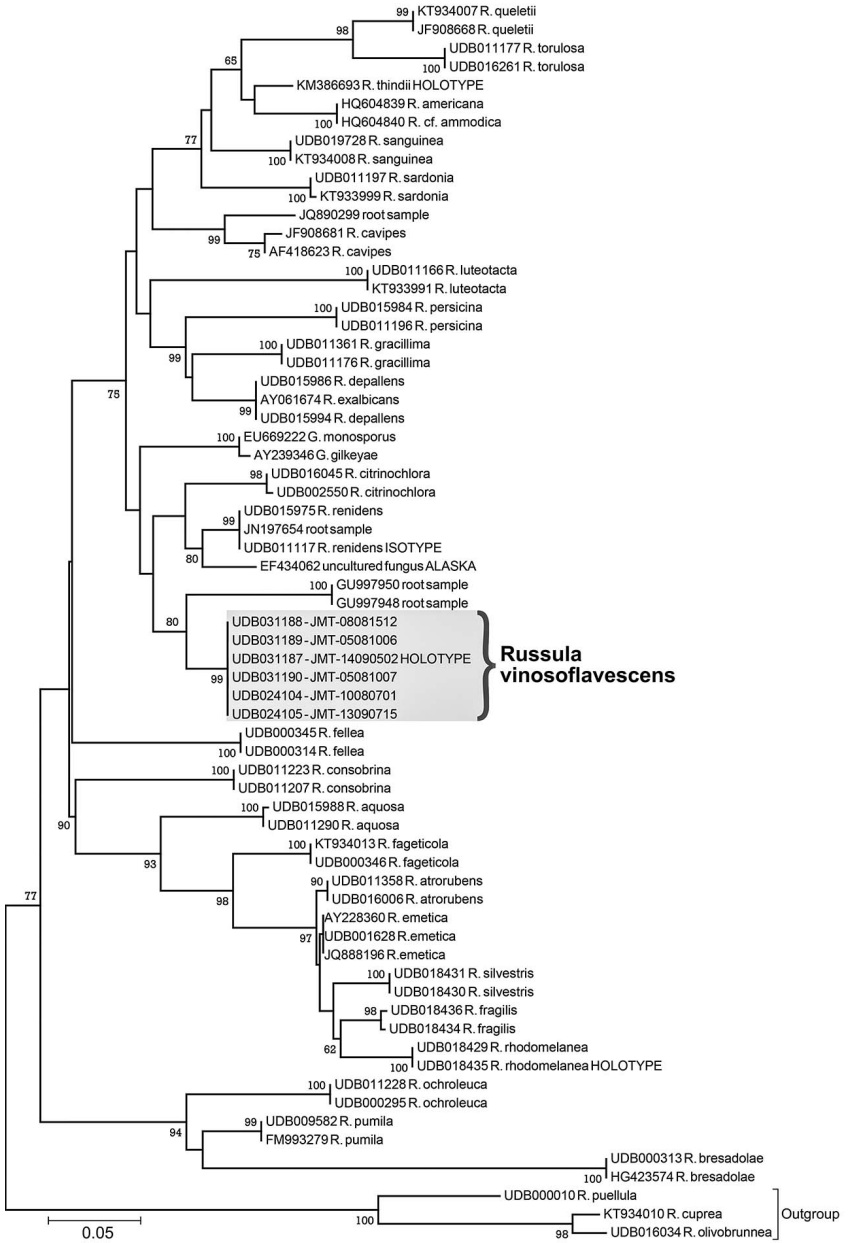 99
KT934007 R. queletii
98
JF908668 R. queletii
UDB011177 R. torulosa
65
100
UDB016261 R. torulosa
KM386693 R. thindii HOLOTYPE
HQ604839 R. americana
100
HQ604840 R. cf. ammodica
77
UDB019728 R. sanguinea
100
KT934008 R. sanguinea
UDB011197 R. sardonia
100
KT933999 R. sardonia
JQ890299 root sample
99
JF908681 R. cavipes
75
AF418623 R. cavipes
100
UDB011166 R. luteotacta
KT933991 R. luteotacta
100
UDB015984 R. persicina
UDB011196 R. persicina
99
100
UDB011361 R. gracillima
UDB011176 R. gracillima
UDB015986 R. depallens
75
AY061674 R. exalbicans
99
UDB015994 R. depallens
100
EU669222 G. monosporus
AY239346 G. gilkeyae
98
UDB016045 R. citrinochlora
UDB002550 R. citrinochlora
UDB015975 R. renidens
99
JN197654 root sample
UDB011117 R. renidens ISOTYPE
80
EF434062 uncultured fungus ALASKA
100
GU997950 root sample
GU997948 root sample
80
UDB031188 - JMT-08081512
UDB031189 - JMT-05081006
UDB031187 - JMT-14090502 HOLOTYPE
99
UDB031190 - JMT-05081007
UDB024104 - JMT-10080701
UDB024105 - JMT-13090715
Russula
vinosoflavescens
UDB000345 R. fellea
100
UDB000314 R. fellea
100
UDB011223 R. consobrina
UDB011207 R. consobrina
100
UDB015988 R. aquosa
90
UDB011290 R. aquosa
93
100
KT934013 R. fageticola
UDB000346 R. fageticola
77
98
90
UDB011358 R. atrorubens
UDB016006 R. atrorubens
AY228360 R. emetica
97
UDB001628 R.emetica
JQ888196 R.emetica
100
UDB018431 R. silvestris
UDB018430 R. silvestris
98
UDB018436 R. fragilis
UDB018434 R. fragilis
62
UDB018429 R. rhodomelanea
100
UDB018435 R. rhodomelanea HOLOTYPE
100
UDB011228 R. ochroleuca
UDB000295 R. ochroleuca
94
99
UDB009582 R. pumila
FM993279 R. pumila
UDB000313 R. bresadolae
100
HG423574 R. bresadolae
UDB000010 R. puellula
100
KT934010 R. cuprea
98
UDB016034 R. olivobrunnea
Outgroup
0.05